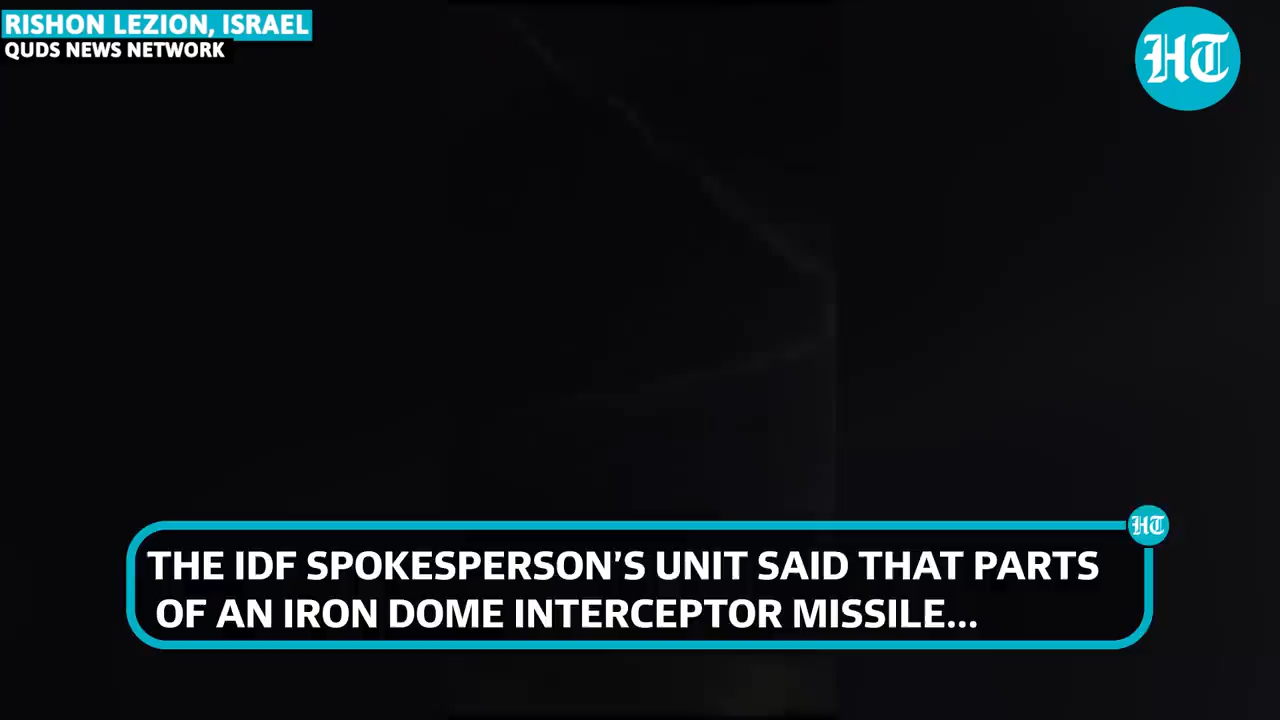 RISHON LEZION, ISRAEL
QUDS NEWS NETWORK
HT
HT
THE IDF SPOKESPERSON'S UNIT SAID THAT PARTS
OF AN IRON DOME INTERCEPTOR MISSILE...